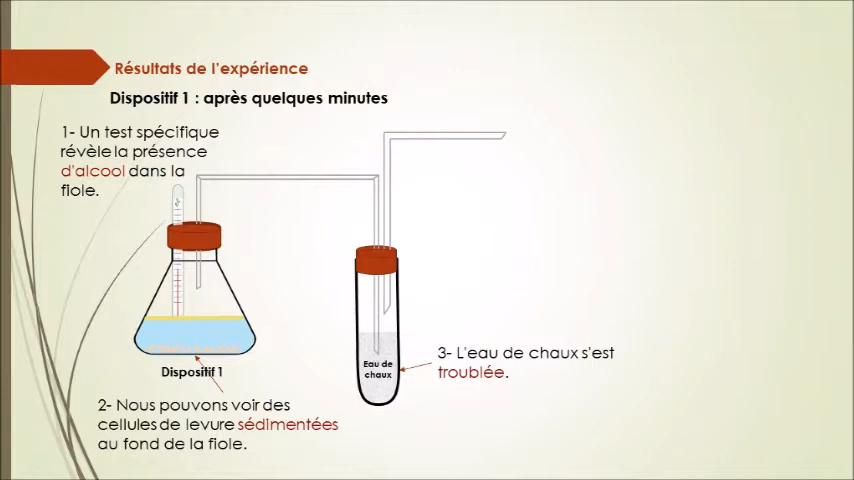 Résultats de l'expérience
Dispositif 1 : après quelques minutes
1- Un test spécifique
révèle la présence
d'alcool dans la
fiole.
Eau de
chaux
3- L'eau de chaux s'est
troublée.
Dispositif 1
2- Nous pouvons voir des
cellules de levure sédimentées
au fond de la fiole.